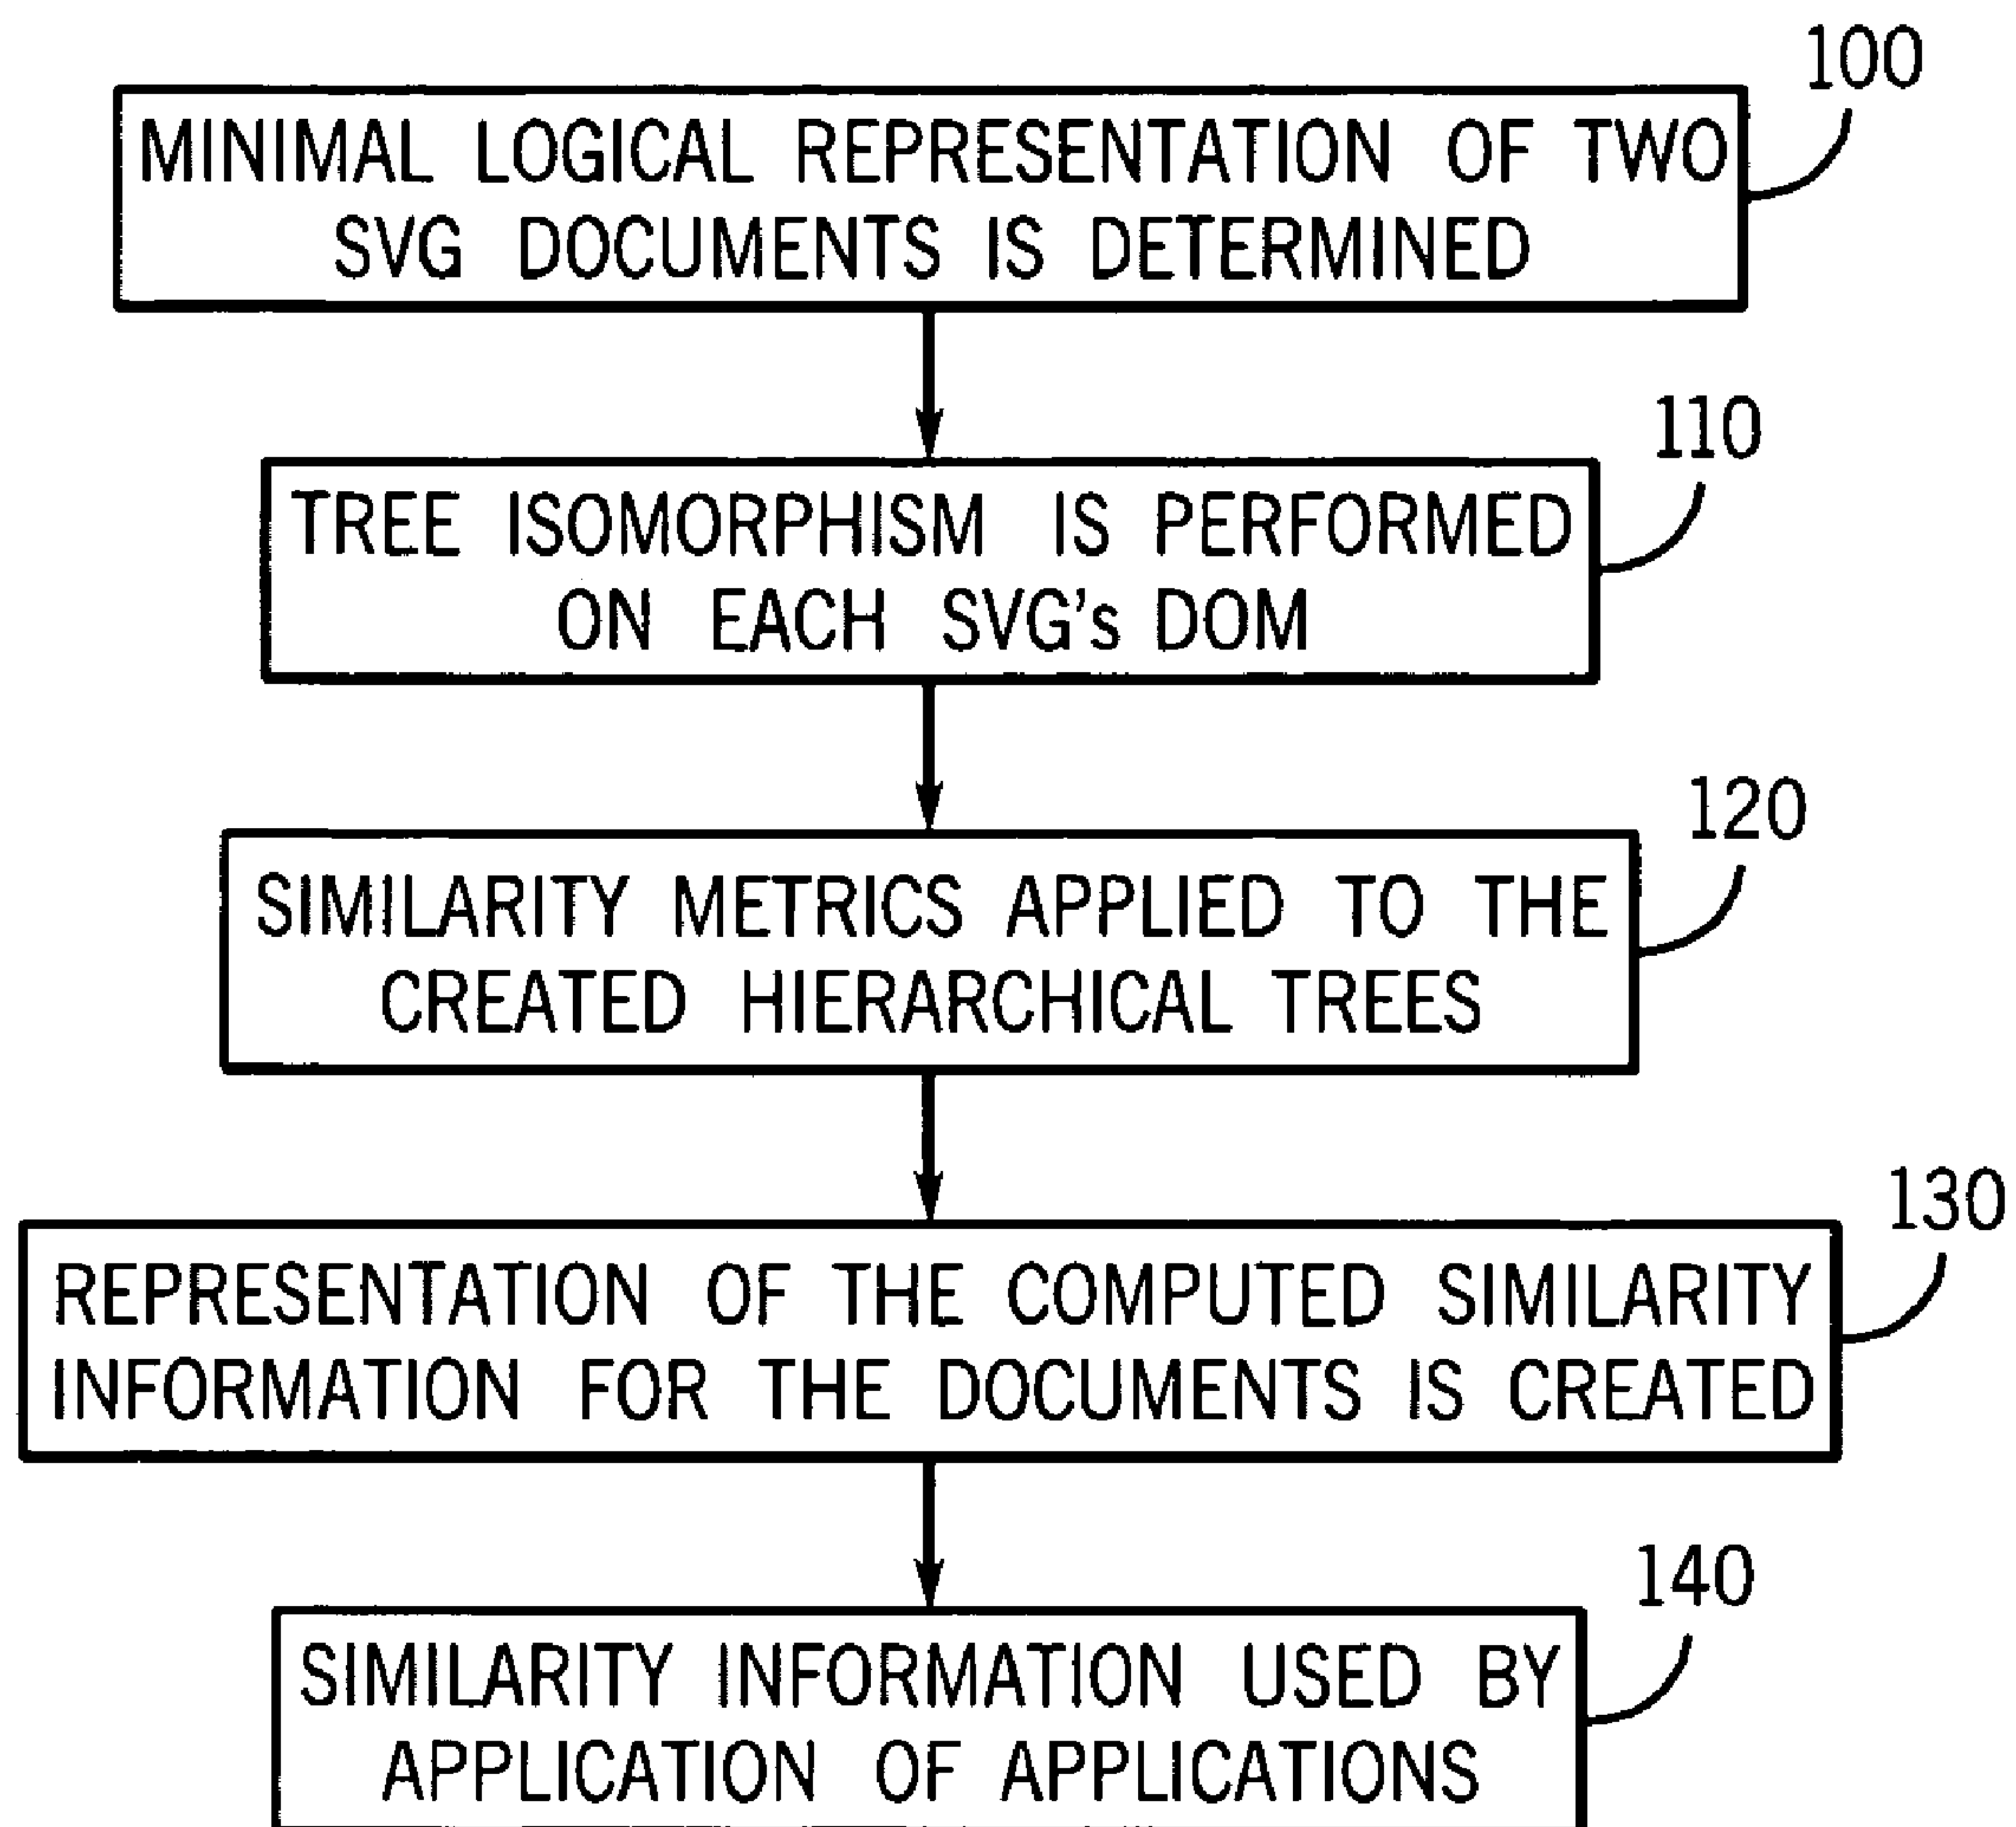 100
MINIMAL LOGICAL REPRESENTATION OF TWO
SVG DOCUMENTS IS DETERMINED
110
TREE ISOMORPHISM IS PERFORMED
ON EACH SVG's DOM
120
SIMILARITY METRICS APPLIED TO THE
CREATED HIERARCHICAL TREES
130
REPRESENTATION OF THE COMPUTED SIMILARITY
INFORMATION FOR THE DOCUMENTS IS CREATED
140
SIMILARITY INFORMATION USED BY
APPLICATION OF APPLICATIONS